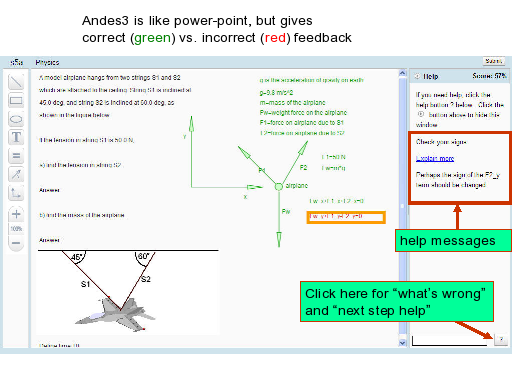 Andes3 is like power-point, but gives
correct (green) vs. incorrect (red) feedback
s5a
Physics
Submit
A model airplane hangs from two strings S1 and S2
which are attached to the ceiling. String S1 is inclined at
45.0 deg, and string S2 is inclined at 60.0 deg, as
shown in the figure below
If the tension in string S1 is 50.0 N,
a) find the tension in string S2
Answer
b) find the mass of the airplane
Answer
45°
60°
S1
S2
g is the acceleration of gravity on earth
g=9.8 m/s^2
m=mass of the airplane
Fw=weight force on the airplane
F1=force on airplane due to S1
F2=force on airplane due to S2
y
x
F1
F2
F1=50 N
Fw=m*g
airplane
Fw
T
100%
Help
Score: 57%
If you need help, click the
help button ? below. Click the
button above to hide this
window
Check your signs.
Explain more
Perhaps the sign of the F2_y
term should be changed
help messages
Click here for “what’s wrong”
and “next step help”
?